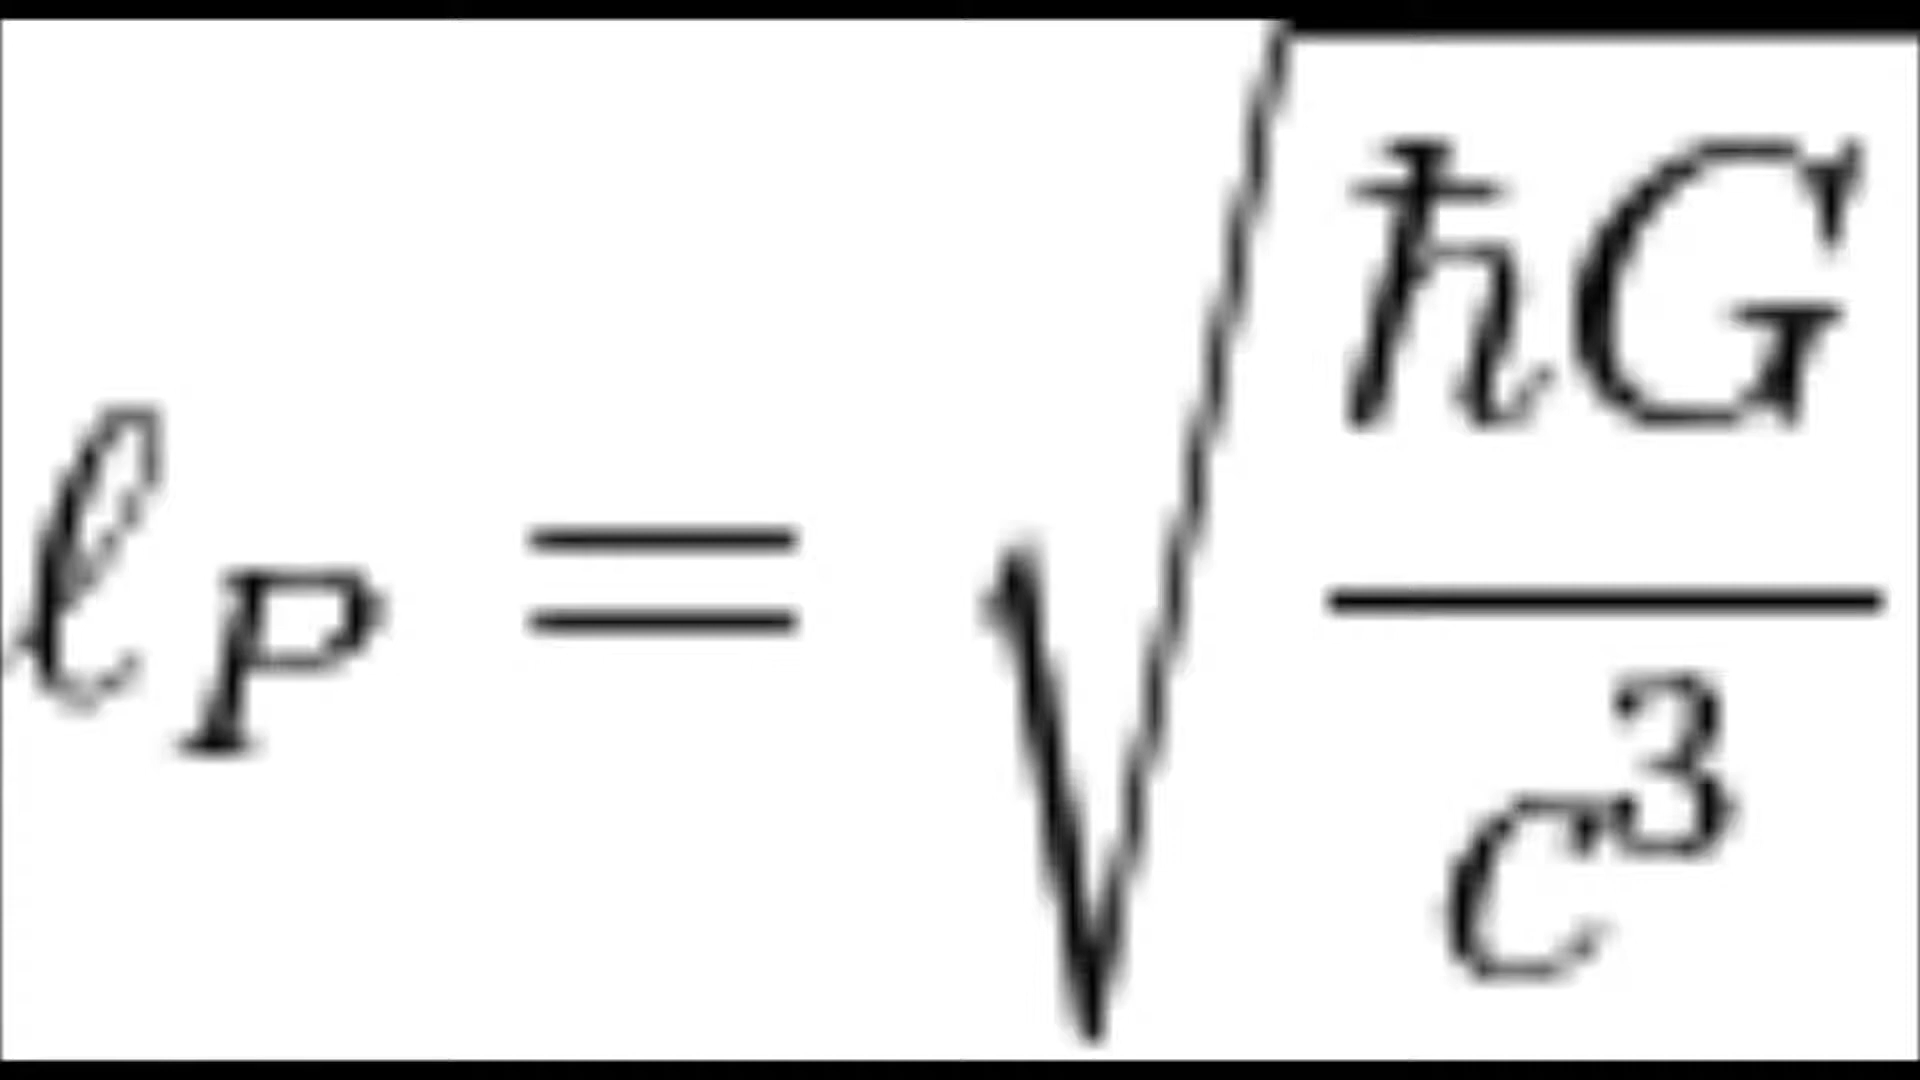 ℓ_P = √(ħG / c³)